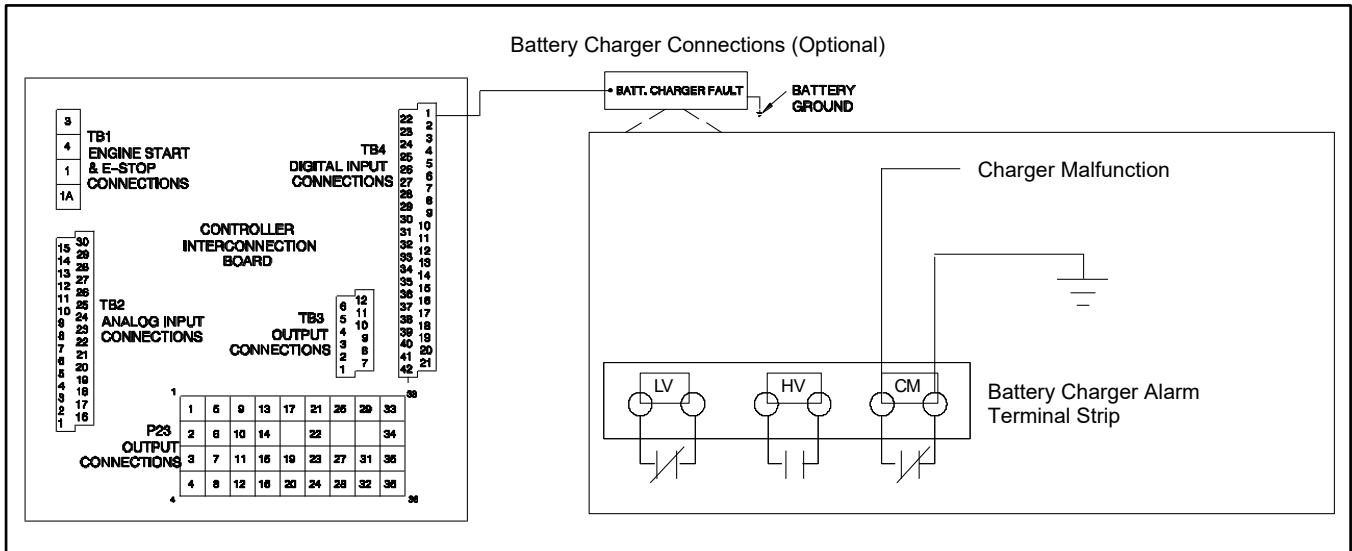 Battery Charger Connections (Optional)
BATT. CHARGER FAULT
BATTERY
GROUND
3
4
1
1A
TB1
ENGINE START
& E-STOP
CONNECTIONS
TB4
DIGITAL INPUT
CONNECTIONS
22
23
24
25
26
27
28
29
30
31
32
33
34
35
36
37
38
39
40
41
42
1
2
3
4
5
6
7
8
9
10
11
12
13
14
15
16
17
18
19
20
21
CONTROLLER
INTERCONNECTION
BOARD
15
14
13
12
11
10
9
8
7
6
5
4
3
2
1
30
29
28
27
26
25
24
23
22
21
20
19
18
17
16
TB2
ANALOG INPUT
CONNECTIONS
TB3
OUTPUT
CONNECTIONS
6
5
4
3
2
1
12
11
10
9
8
7
P23
OUTPUT
CONNECTIONS
1
33
1 5 9 13 17 21 25 29 33
2 6 10 14 22 34
3 7 11 15 19 23 27 31 35
4 8 12 16 20 24 28 32 36
4
36
Charger Malfunction
LV
HV
CM
Battery Charger Alarm
Terminal Strip